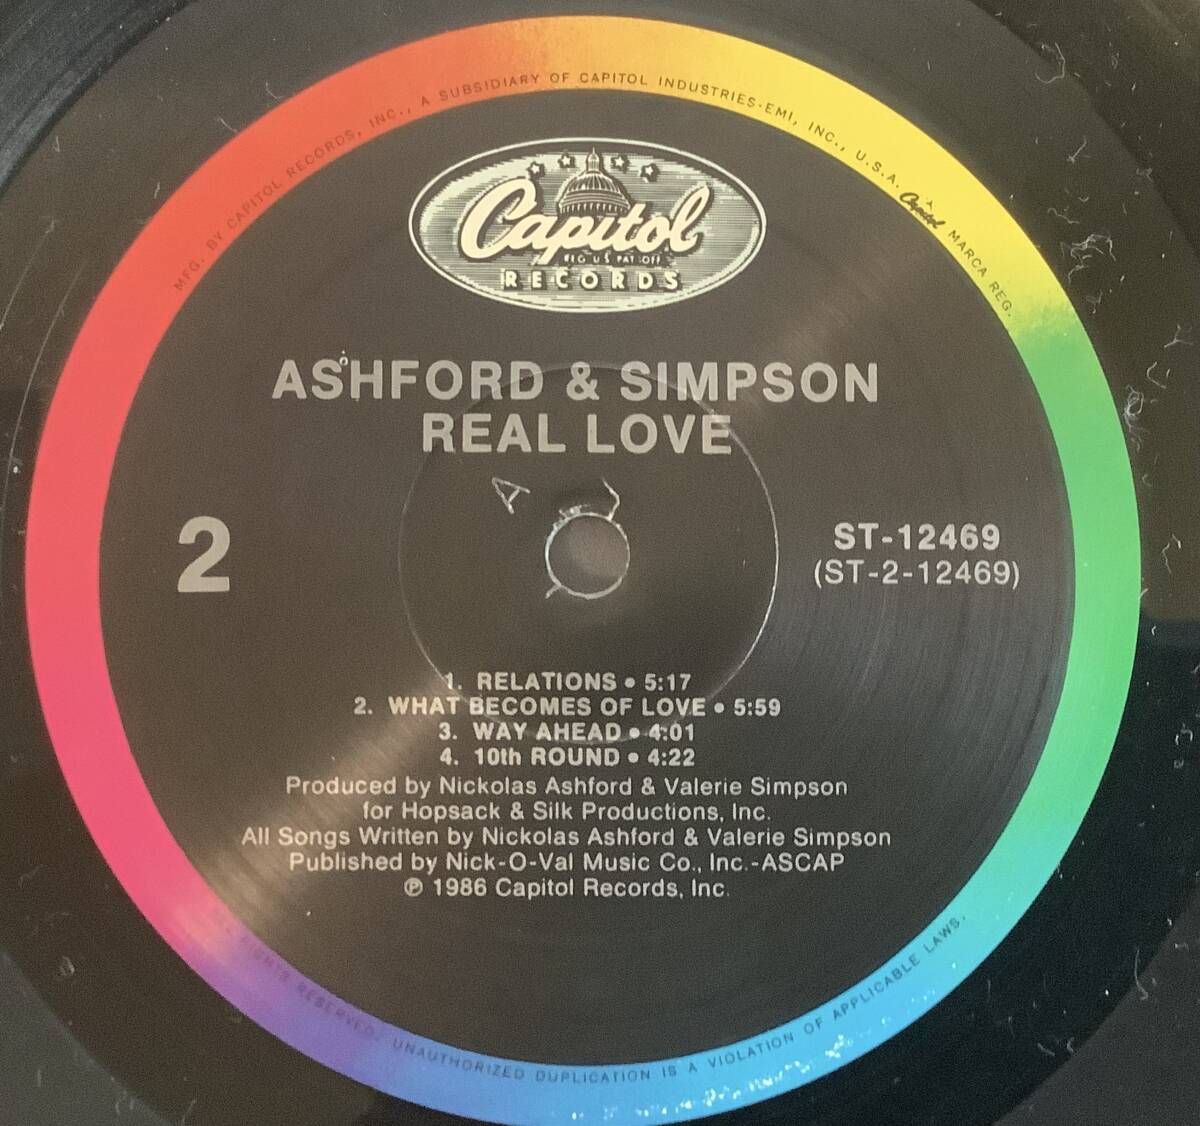 MFG. BY CAPITOL RECORDS, INC., A SUBSIDIARY OF CAPITOL INDUSTRIES-EMI, INC., U.S.A. Capitol MARCA REG.
Capitol
REG. U.S. PAT. OFF.
RECORDS
ASHFORD & SIMPSON
REAL LOVE
A
2
ST-12469
(ST-2-12469)
1. RELATIONS • 5:17
2. WHAT BECOMES OF LOVE • 5:59
3. WAY AHEAD • 4:01
4. 10th ROUND • 4:22
Produced by Nickolas Ashford & Valerie Simpson
for Hopsack & Silk Productions, Inc.
All Songs Written by Nickolas Ashford & Valerie Simpson
Published by Nick-O-Val Music Co., Inc.-ASCAP
℗ 1986 Capitol Records, Inc.
ALL RIGHTS RESERVED. UNAUTHORIZED DUPLICATION IS A VIOLATION OF APPLICABLE LAWS.